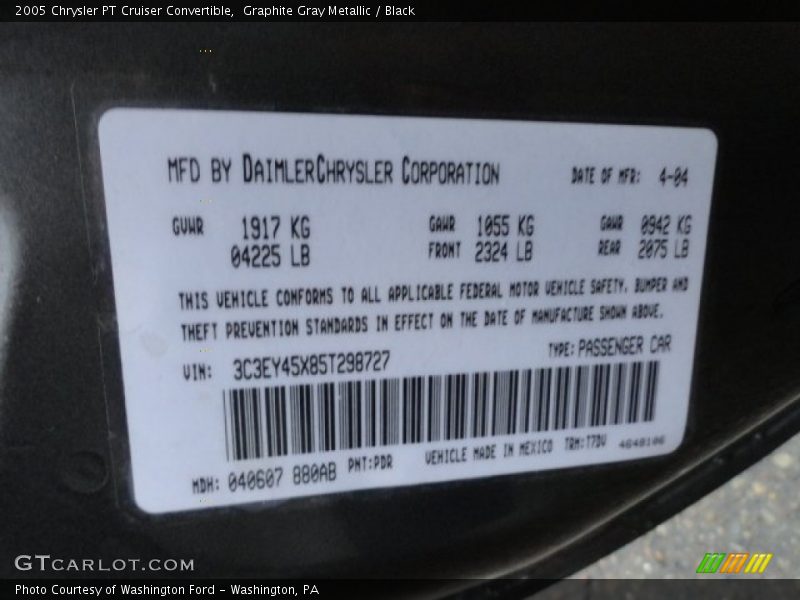 2005 Chrysler PT Cruiser Convertible,  Graphite Gray Metallic / Black
MFD BY DAIMLERCHRYSLER CORPORATION DATE OF MFR: 4-04
GVWR 1917 KG GAWR 1055 KG GAWR 0942 KG
04225 LB FRONT 2324 LB REAR 2075 LB
THIS VEHICLE CONFORMS TO ALL APPLICABLE FEDERAL MOTOR VEHICLE SAFETY, BUMPER AND
THEFT PREVENTION STANDARDS IN EFFECT ON THE DATE OF MANUFACTURE SHOWN ABOVE.
VIN: 3C3EY45X85T298727 TYPE: PASSENGER CAR
MDH: 040607 880AB PNT:PDR VEHICLE MADE IN MEXICO TRM:T7DV 4648106
GTCARLOT.COM
Photo Courtesy of Washington Ford - Washington, PA